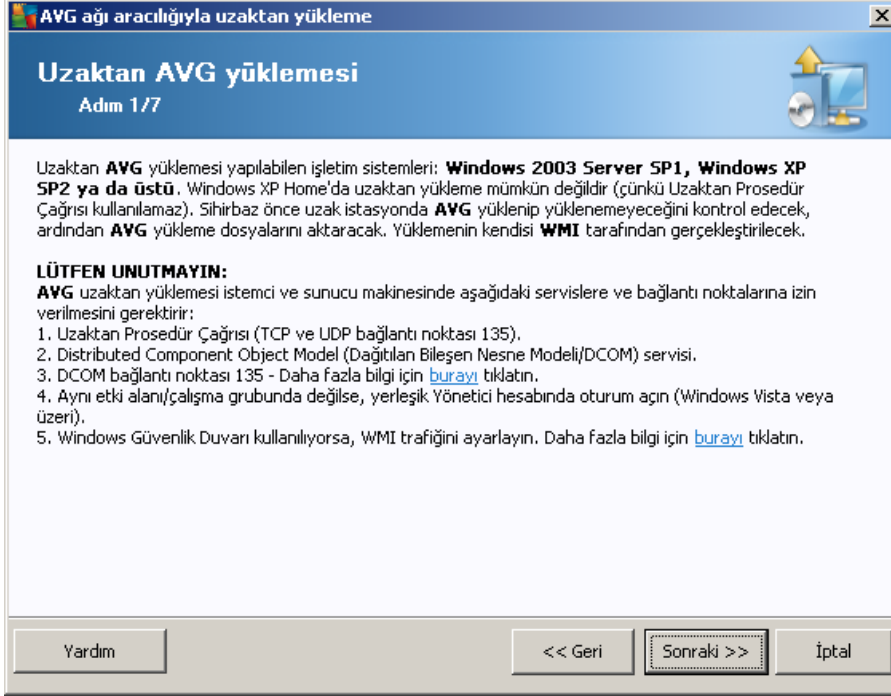 AVG ağı aracılığıyla uzaktan yükleme
Uzaktan AVG yüklemesi
Adım 1/7
Uzaktan AVG yüklemesi yapılabilen işletim sistemleri: Windows 2003 Server SP1, Windows XP
SP2 ya da üstü. Windows XP Home'da uzaktan yükleme mümkün değildir (çünkü Uzaktan Prosedür
Çağrısı kullanılamaz). Sihirbaz önce uzak istasyonda AVG yüklenip yüklenemeyeceğini kontrol edecek,
ardından AVG yükleme dosyalarını aktaracak. Yüklemenin kendisi WMI tarafından gerçekleştirilecek.
LÜTFEN UNUTMAYIN:
AVG uzaktan yüklemesi istemci ve sunucu makinesinde aşağıdaki servislere ve bağlantı noktalarına izin
verilmesini gerektirir:
1. Uzaktan Prosedür Çağrısı (TCP ve UDP bağlantı noktası 135).
2. Distributed Component Object Model (Dağıtılan Bileşen Nesne Modeli/DCOM) servisi.
3. DCOM bağlantı noktası 135 - Daha fazla bilgi için burayı tıklatın.
4. Aynı etki alanı/çalışma grubunda değilse, yerleşik Yönetici hesabında oturum açın (Windows Vista veya
üzeri).
5. Windows Güvenlik Duvarı kullanılıyorsa, WMI trafiğini ayarlayın. Daha fazla bilgi için burayı tıklatın.
Yardım
<< Geri
Sonraki >>
İptal